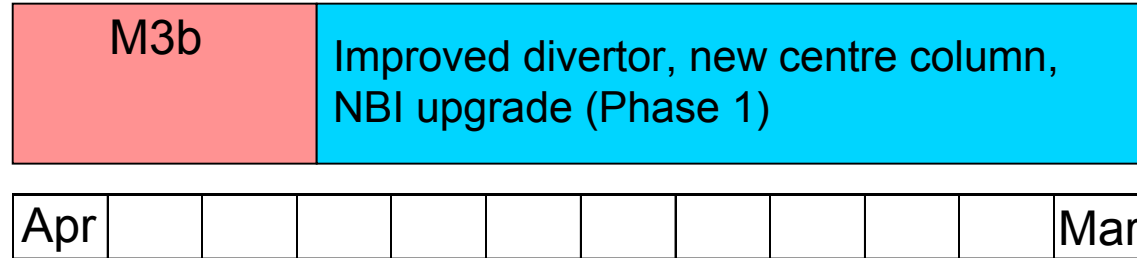 M3b
Improved divertor, new centre column,
NBI upgrade (Phase 1)
Apr
Mar